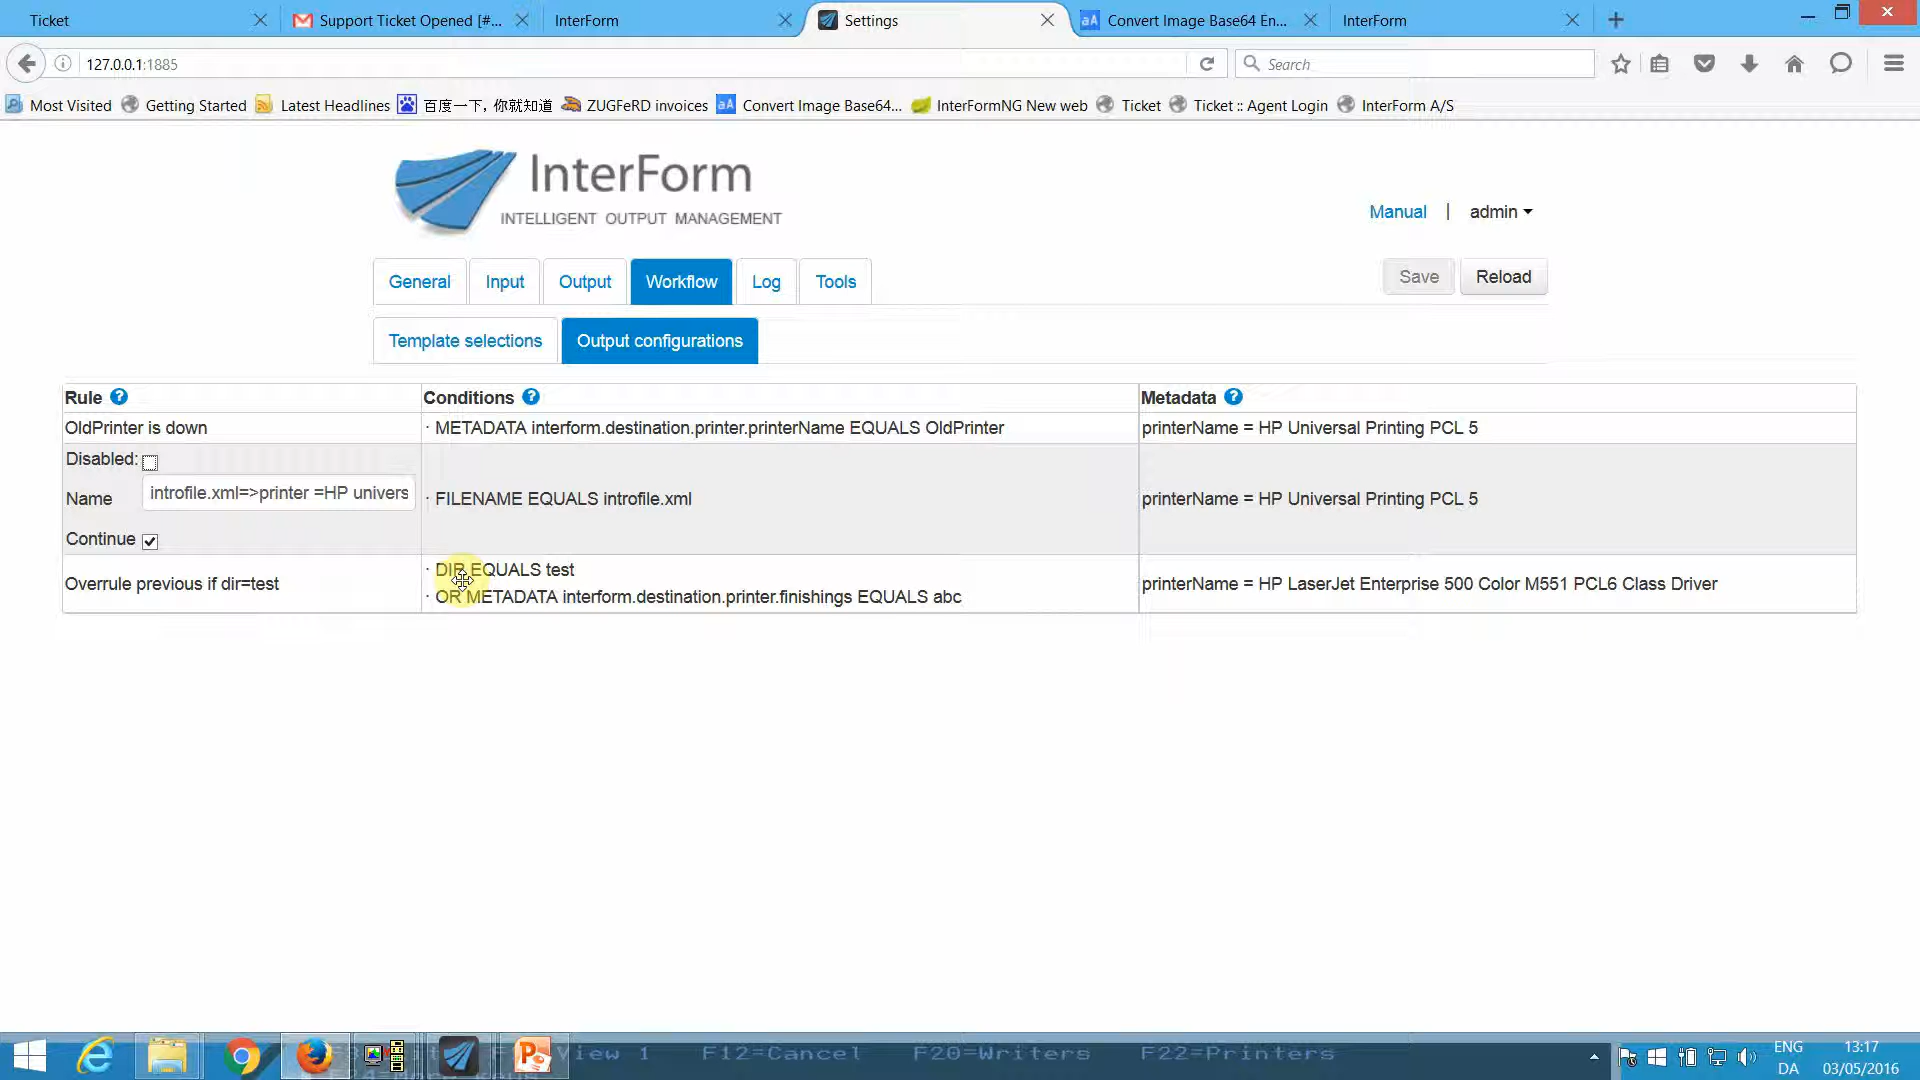 Ticket
Support Ticket Opened [#...
InterForm
Settings
Convert Image Base64 En...
InterForm
127.0.0.1:1885
Search
Most Visited
Getting Started
Latest Headlines
百度一下，你就知道
ZUGFeRD invoices
Convert Image Base64...
InterFormNG New web
Ticket
Ticket :: Agent Login
InterForm A/S
InterForm
INTELLIGENT OUTPUT MANAGEMENT
Manual | admin
General
Input
Output
Workflow
Log
Tools
Save
Reload
Template selections
Output configurations
Rule ?
Conditions ?
Metadata ?
OldPrinter is down
· METADATA interform.destination.printer.printerName EQUALS OldPrinter
printerName = HP Universal Printing PCL 5
Disabled:
Name introfile.xml=>printer =HP univers
Continue
· FILENAME EQUALS introfile.xml
printerName = HP Universal Printing PCL 5
Overrule previous if dir=test
· DIR EQUALS test
· OR METADATA interform.destination.printer.finishings EQUALS abc
printerName = HP LaserJet Enterprise 500 Color M551 PCL6 Class Driver
View 1 F12=Cancel F20=Writers F22=Printers
ENG
DA
13:17
03/05/2016